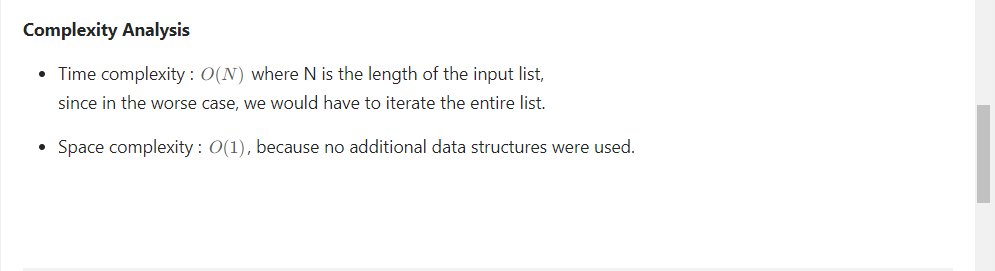 Complexity Analysis
• Time complexity : O(N) where N is the length of the input list,
since in the worse case, we would have to iterate the entire list.
• Space complexity : O(1), because no additional data structures were used.